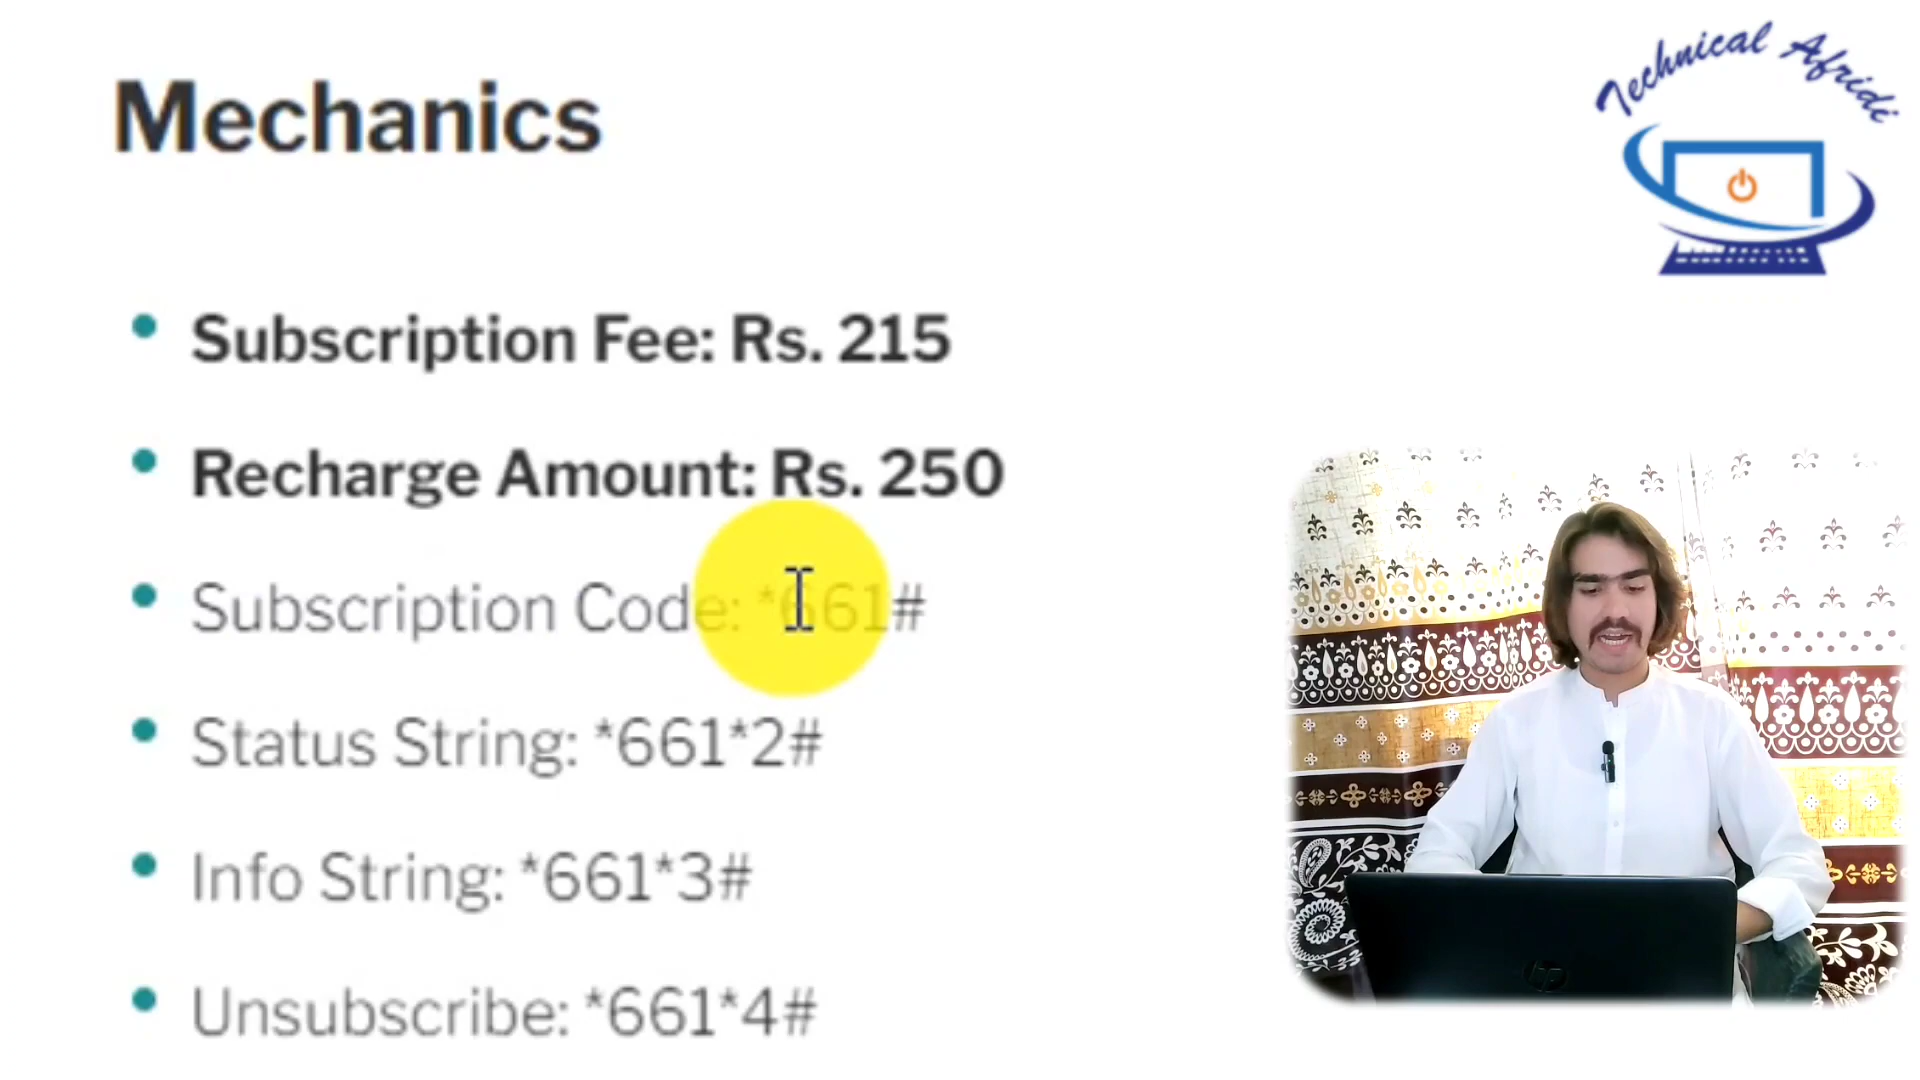 Technical Afridi
Mechanics
Subscription Fee: Rs. 215
Recharge Amount: Rs. 250
Subscription Code: *661#
Status String: *661*2#
Info String: *661*3#
Unsubscribe: *661*4#
hp